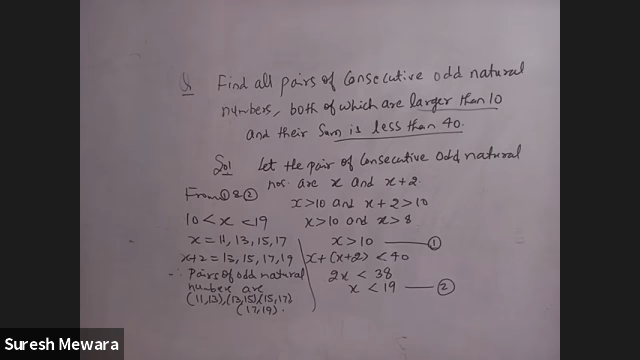 Q Find all pairs of Consecutive odd natural
numbers, both of which are larger than 10
and their Sum is less than 40.
Sol Let the pair of Consecutive odd natural
nos. are x and x+2.
x>10 and x+2>10
x>10 and x>8
x>10 —— ①
x+(x+2) < 40
2x < 38
x < 19 —— ②
From ① & ②
10 < x < 19
x = 11, 13, 15, 17
x+2 = 13, 15, 17, 19
∴ Pairs of odd natural
numbers are
(11,13), (13,15), (15,17)
(17,19).
Suresh Mewara